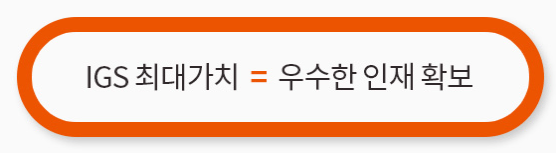 IGS 최대가치 = 우수한 인재 확보